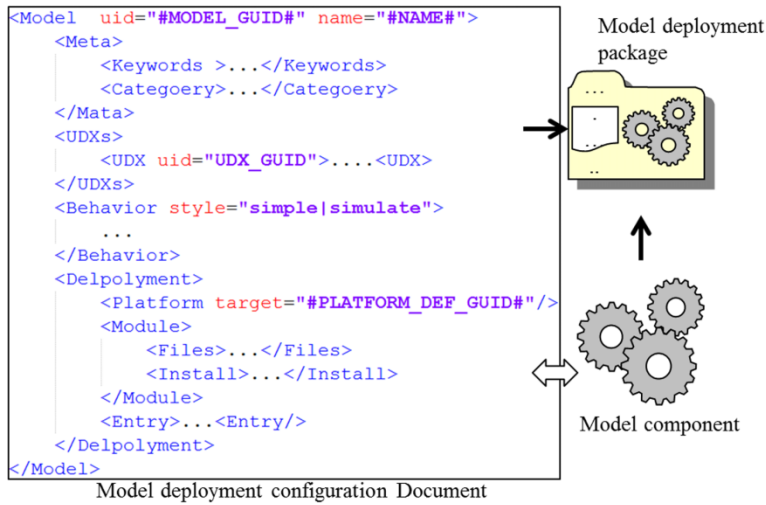 <Model  uid="#MODEL_GUID#" name="#NAME#">
<Meta>
<Keywords >...</Keywords>
<Categoery>...</Categoery>
</Mata>
<UDXs>
<UDX uid="UDX_GUID">....<UDX>
</UDXs>
<Behavior style="simple|simulate">
...
</Behavior>
<Delpolyment>
<Platform target="#PLATFORM_DEF_GUID#"/>
<Module>
<Files>...</Files>
<Install>...</Install>
</Module>
<Entry>...<Entry/>
</Delpolyment>
</Model>
Model deployment configuration Document
Model deployment
package
...
.
..
Model component